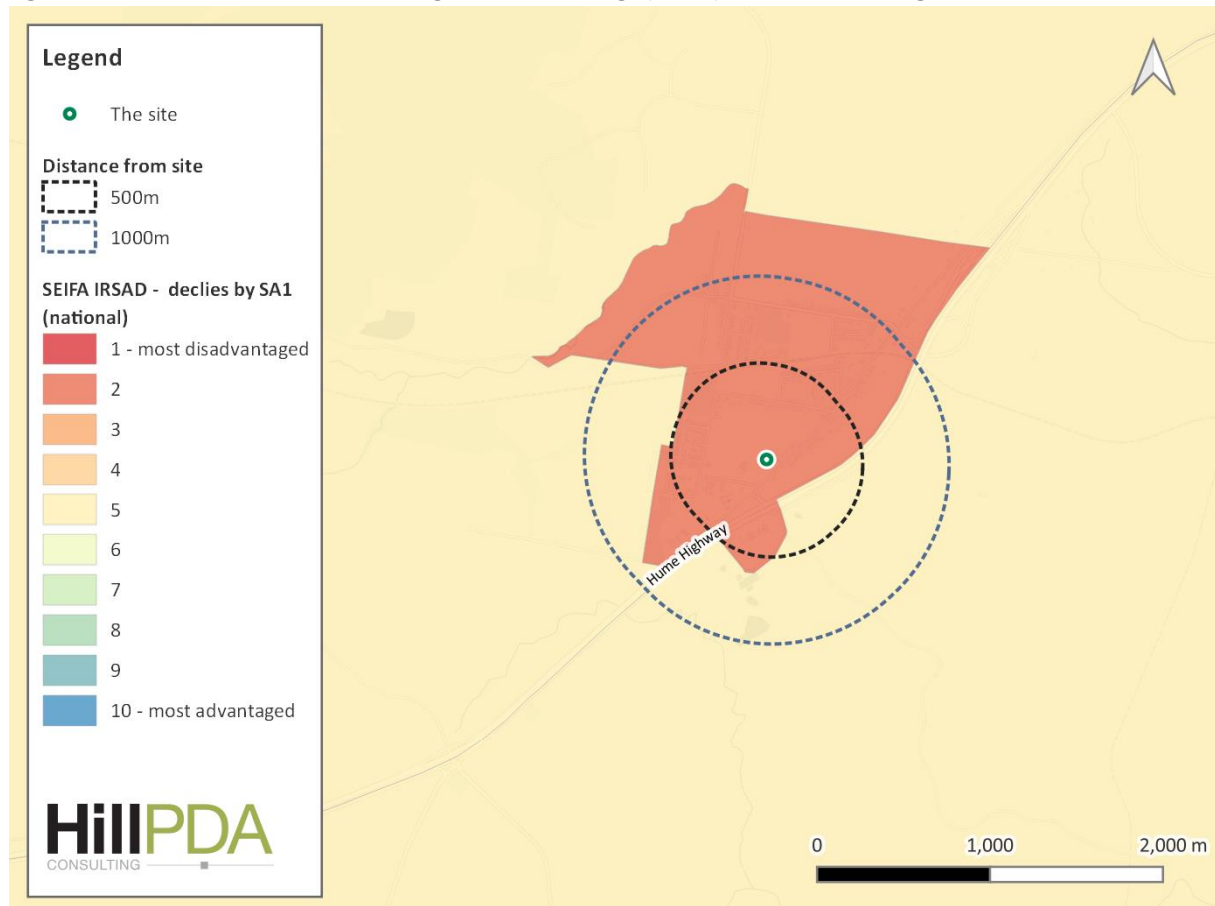 Legend
The site
Distance from site
500m
1000m
SEIFA IRSAD - declies by SA1
(national)
1 - most disadvantaged
2
3
4
5
6
7
8
9
10 - most advantaged
HillPDA
CONSULTING
Hume Highway
0 1,000 2,000 m